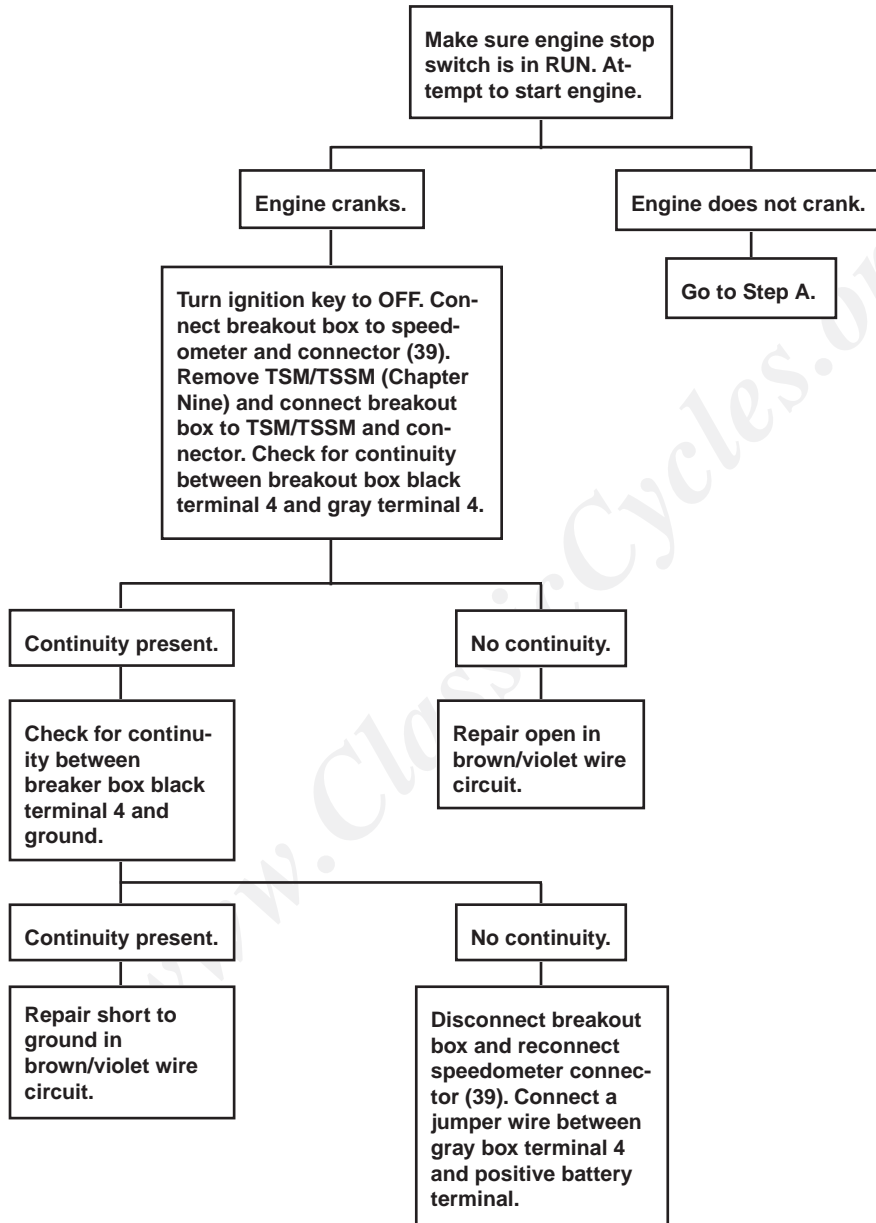 Make sure engine stop
switch is in RUN. At-
tempt to start engine.
Engine cranks.
Engine does not crank.
Turn ignition key to OFF. Con-
nnect breakout box to speed-
ometer and connector (39).
Remove TSM/TSSM (Chapter
Nine) and connect breakout
box to TSM/TSSM and con-
nector. Check for continuity
between breakout box black
terminal 4 and gray terminal 4.
Go to Step A.
Continuity present.
No continuity.
Check for continu-
ity between
breaker box black
terminal 4 and
ground.
Repair open in
brown/violet wire
circuit.
Continuity present.
No continuity.
Repair short to
ground in
brown/violet wire
circuit.
Disconnect breakout
box and reconnect
speedometer connec-
tor (39). Connect a
jumper wire between
gray box terminal 4
and positive battery
terminal.
www.ClassicCycles.or